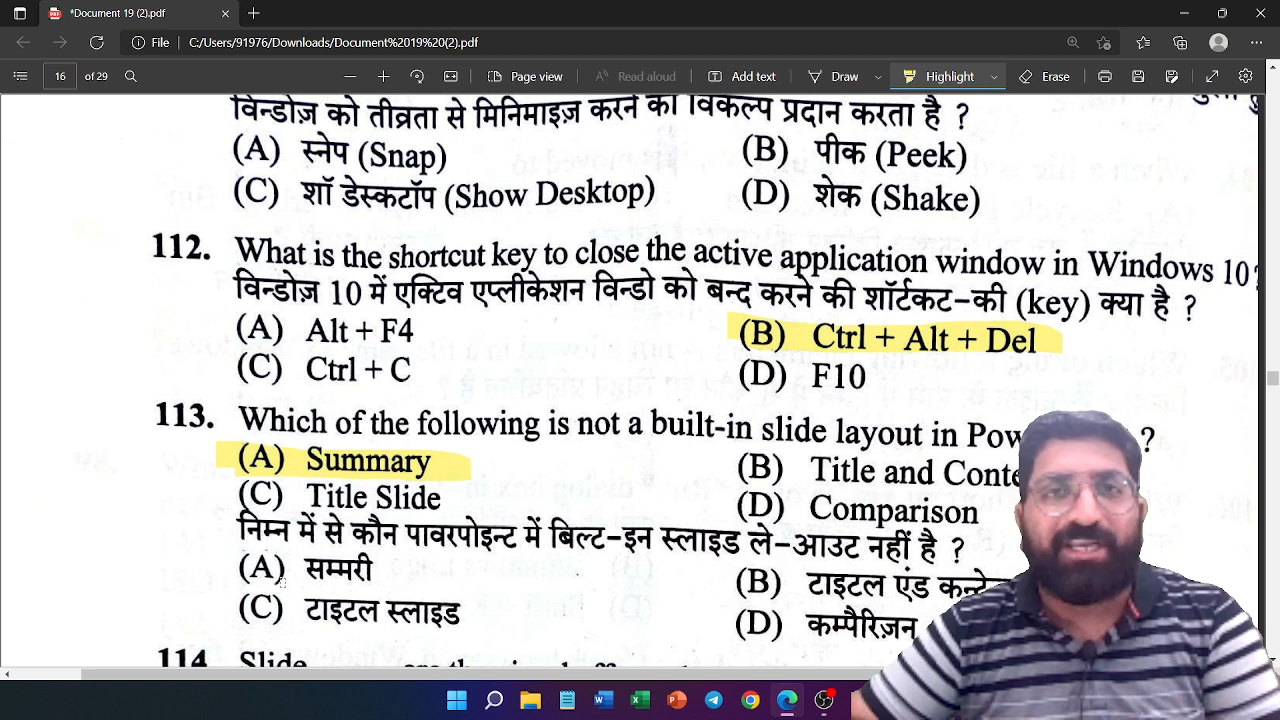 *Document 19 (2).pdf
File C:/Users/91976/Downloads/Document%2019%20(2).pdf
16 of 29 Page view Read aloud Add text Draw Highlight Erase
विन्डोज़ को तीव्रता से मिनिमाइज़ करने का विकल्प प्रदान करता है ?
(A) स्नेप (Snap) (B) पीक (Peek)
(C) शॉ डेस्कटॉप (Show Desktop) (D) शेक (Shake)
112. What is the shortcut key to close the active application window in Windows 10?
विन्डोज़ 10 में एक्टिव एप्लीकेशन विन्डो को बन्द करने की शॉर्टकट-की (key) क्या है ?
(A) Alt + F4 (B) Ctrl + Alt + Del
(C) Ctrl + C (D) F10
113. Which of the following is not a built-in slide layout in Pow ?
(A) Summary (B) Title and Conte
(C) Title Slide (D) Comparison
निम्न में से कौन पावरपोइन्ट में बिल्ट-इन स्लाइड ले-आउट नहीं है ?
(A) सम्मरी (B) टाइटल एंड कन्टे
(C) टाइटल स्लाइड (D) कम्पैरिज़न
114 Slide